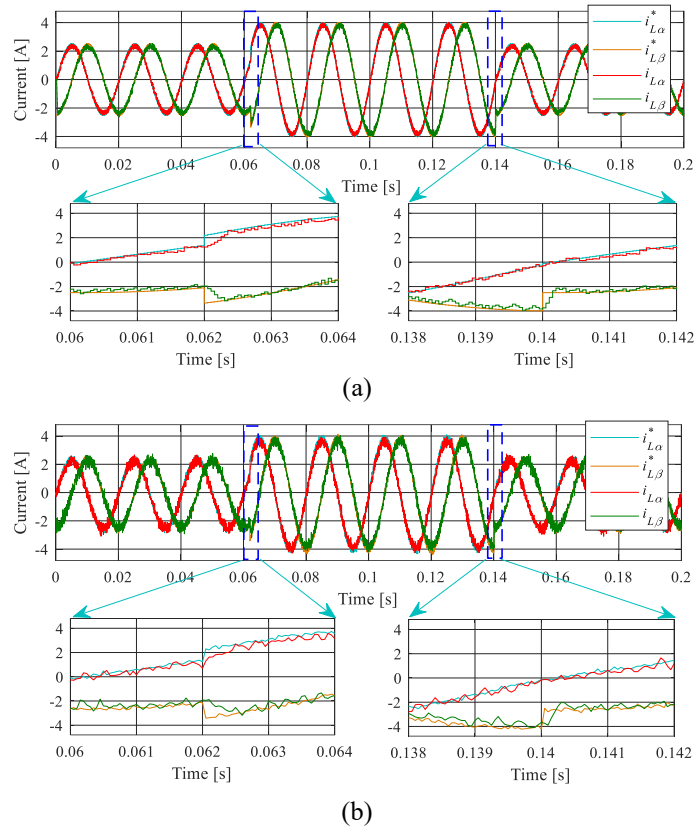 Current [A]
4
2
0
-2
-4
i*Lα
i*Lβ
iLα
iLβ
0 0.02 0.04 0.06 0.08 0.1 0.12 0.14 0.16 0.18 0.2
Time [s]
4
2
0
-2
-4
0.06 0.061 0.062 0.063 0.064
Time [s]
4
2
0
-2
-4
0.138 0.139 0.14 0.141 0.142
Time [s]
(a)
Current [A]
4
2
0
-2
-4
i*Lα
i*Lβ
iLα
iLβ
0 0.02 0.04 0.06 0.08 0.1 0.12 0.14 0.16 0.18 0.2
Time [s]
4
2
0
-2
-4
0.06 0.061 0.062 0.063 0.064
Time [s]
4
2
0
-2
-4
0.138 0.139 0.14 0.141 0.142
Time [s]
(b)